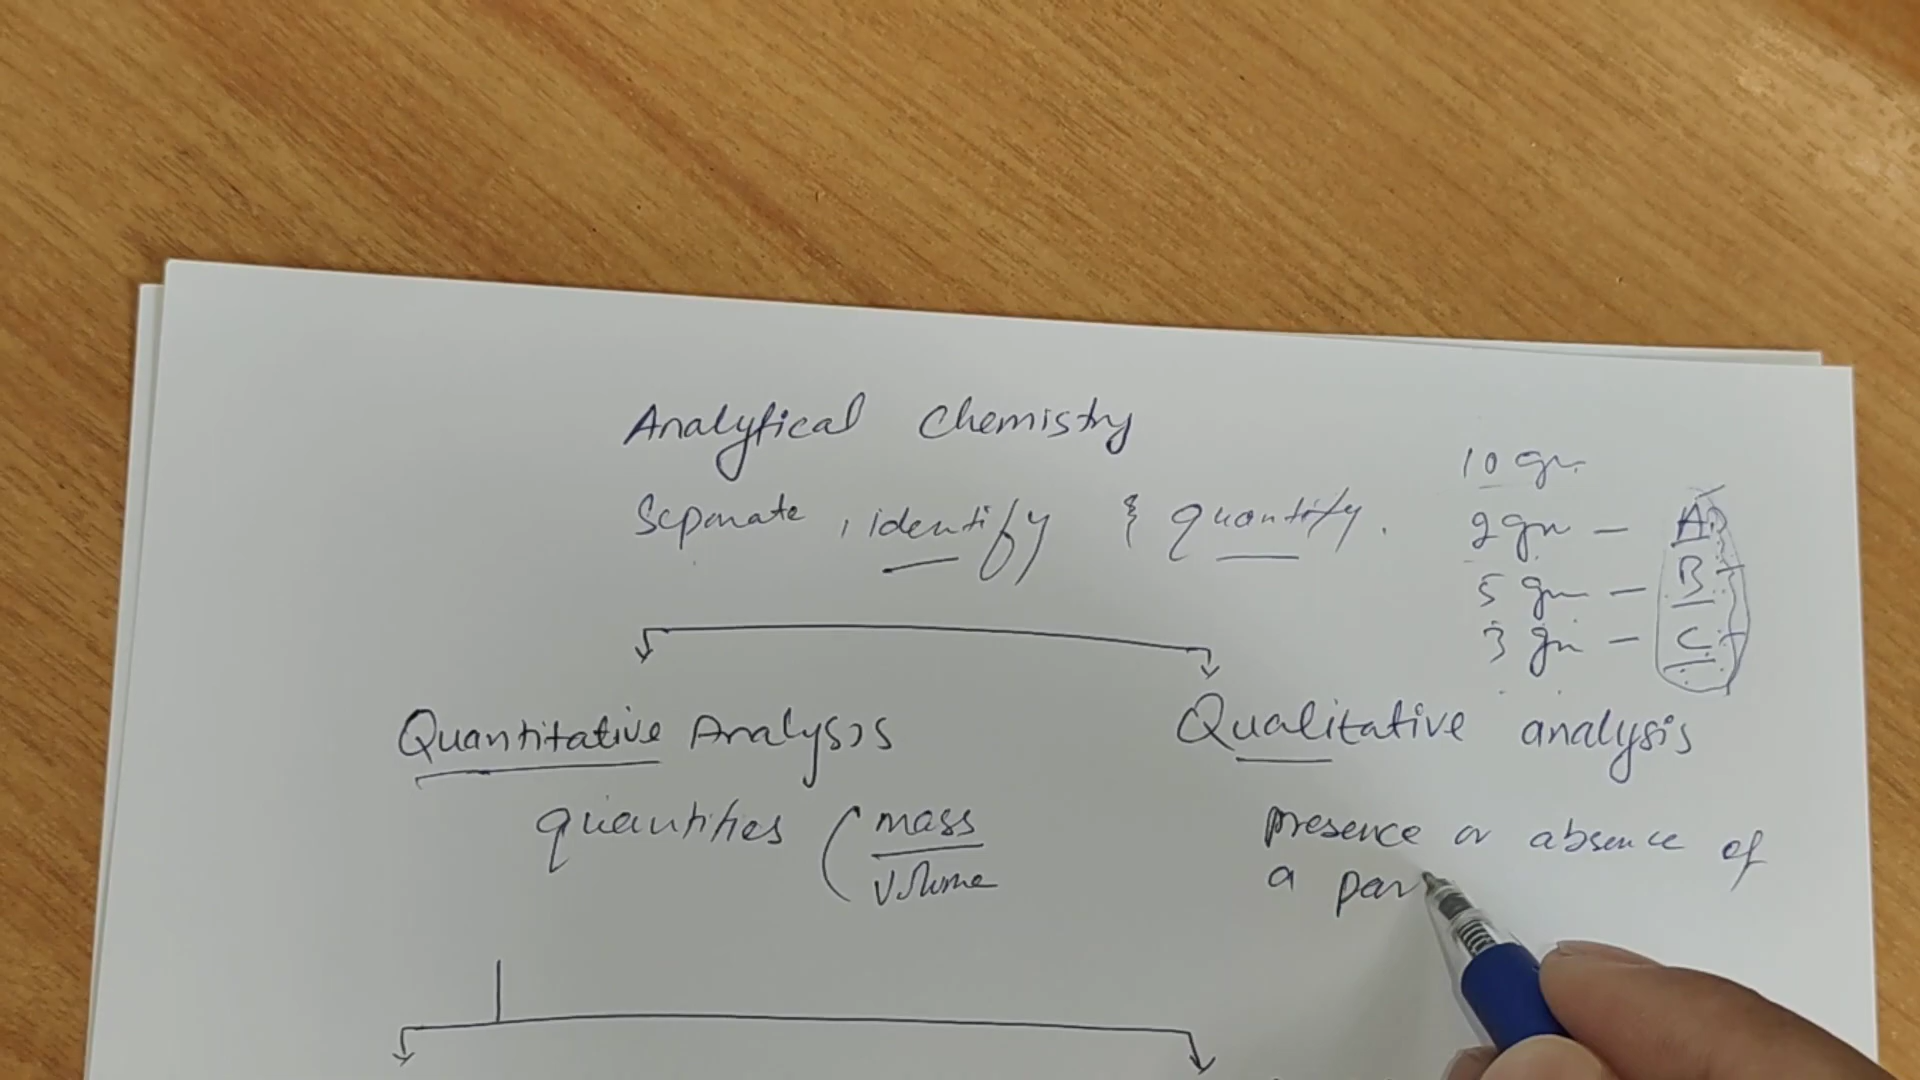 Analytical Chemistry
Separate, identify & quantify.
10 gm
2 gm - A
5 gm - B
3 gm - C
Quantitative Analysis
quantities (mass
volume
Qualitative analysis
presence or absence of
a par